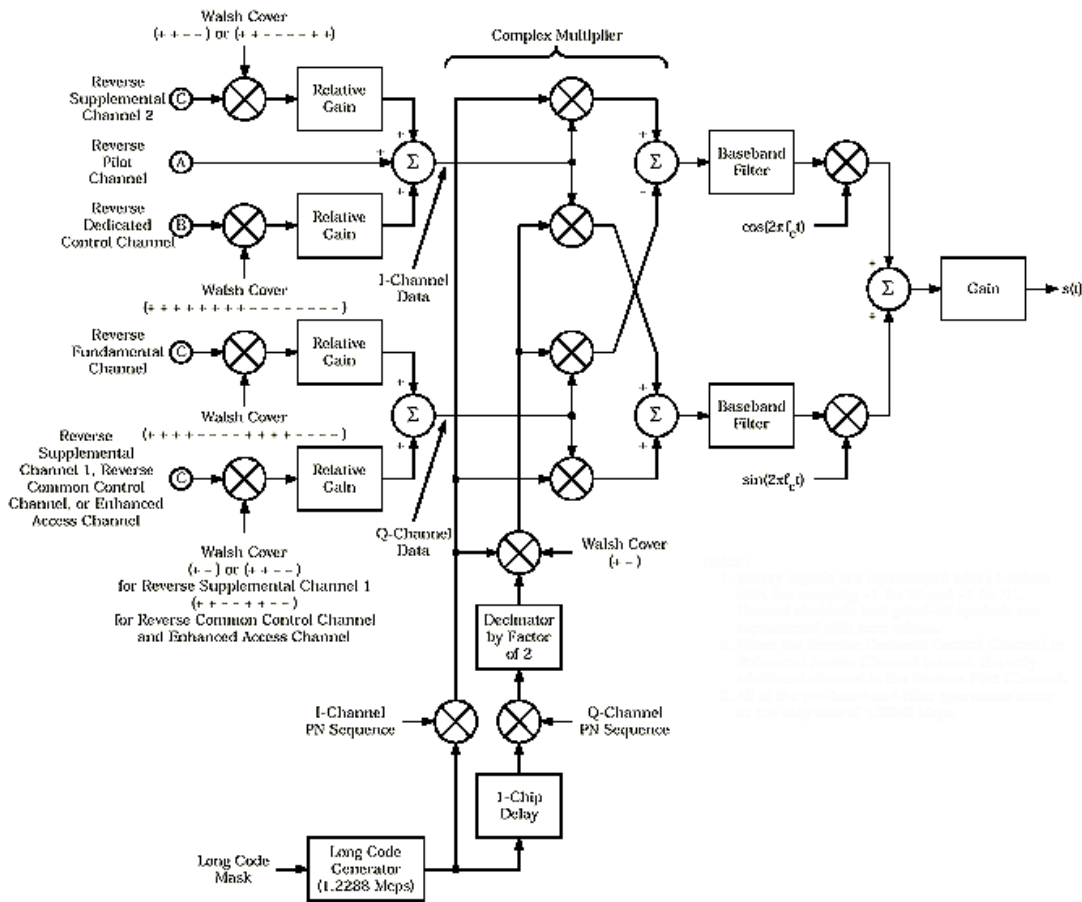 Walsh Cover
(+ + – –) or (+ + – – – – + +)
Complex Multiplier
Reverse
Supplemental
Channel 2
C
Relative
Gain
Reverse
Pilot
Channel
A
+
+
+
Σ
Reverse
Dedicated
Control Channel
B
Relative
Gain
I-Channel
Data
Walsh Cover
(+ + + + + + + + – – – – – – – –)
Reverse
Fundamental
Channel
C
Relative
Gain
Walsh Cover
(+ + + + – – – – + + + + – – – –)
+
+
Σ
Reverse
Supplemental
Channel 1, Reverse
Common Control
Channel, or Enhanced
Access Channel
C
Relative
Gain
Q-Channel
Data
Walsh Cover
(+ –) or (+ + – –)
for Reverse Supplemental Channel 1
(+ + – – + + – –)
for Reverse Common Control Channel
and Enhanced Access Channel
+
-
Σ
Baseband
Filter
cos(2πf_ct)
+
+
Σ
Gain
s(t)
+
+
Σ
Baseband
Filter
sin(2πf_ct)
Walsh Cover
(+ –)
Decimator
by Factor
of 2
I-Channel
PN Sequence
Q-Channel
PN Sequence
1-Chip
Delay
Long Code
Mask
Long Code
Generator
(1.2288 Mcps)